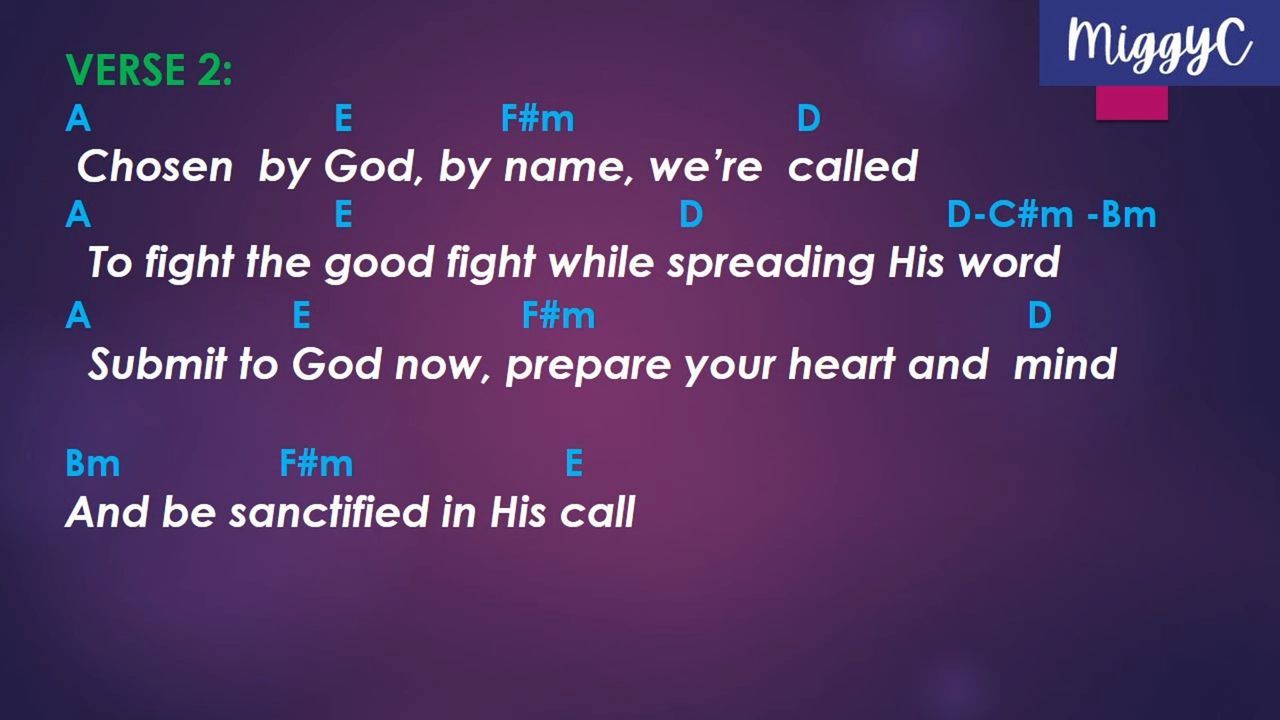 MiggyC
VERSE 2:
A E F#m D
Chosen by God, by name, we’re called
A E D D-C#m -Bm
To fight the good fight while spreading His word
A E F#m D
Submit to God now, prepare your heart and mind
Bm F#m E
And be sanctified in His call